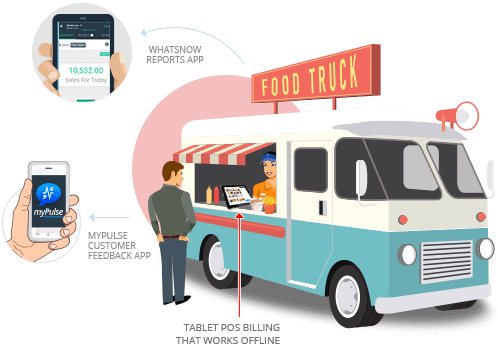 10,532.00
Sales For Today
WHATSNOW
REPORTS APP
FOOD TRUCK
myPulse
MYPULSE
CUSTOMER
FEEDBACK APP
TABLET POS BILLING
THAT WORKS OFFLINE